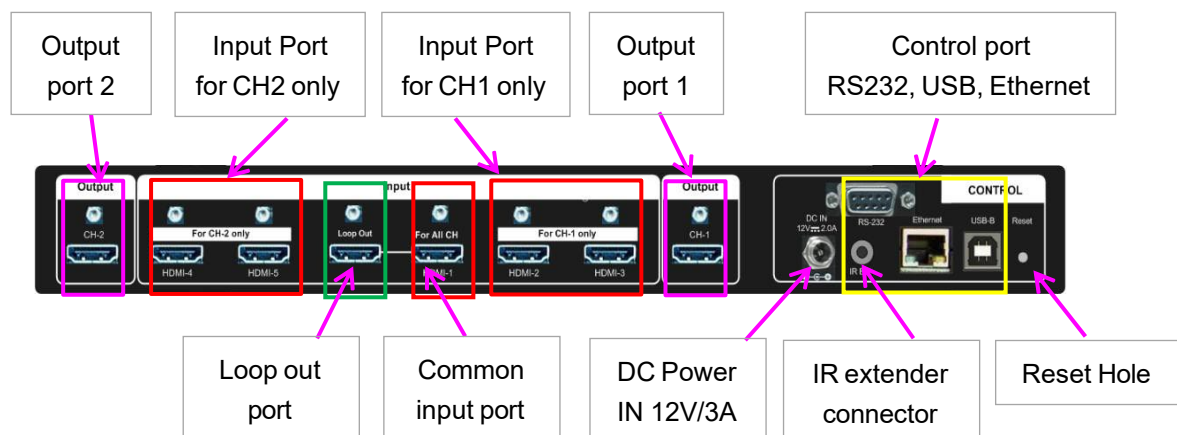 Output
port 2
Input Port
for CH2 only
Input Port
for CH1 only
Output
port 1
Control port
RS232, USB, Ethernet
Output
Input
Output
CONTROL
CH-2
For CH-2 only
Loop Out
For All CH
For CH-1 only
CH-1
DC IN
12V 2.0A
RS-232
Ethernet
USB-B
Reset
HDMI-4
HDMI-5
HDMI-1
HDMI-2
HDMI-3
IR
Loop out
port
Common
input port
DC Power
IN 12V/3A
IR extender
connector
Reset Hole